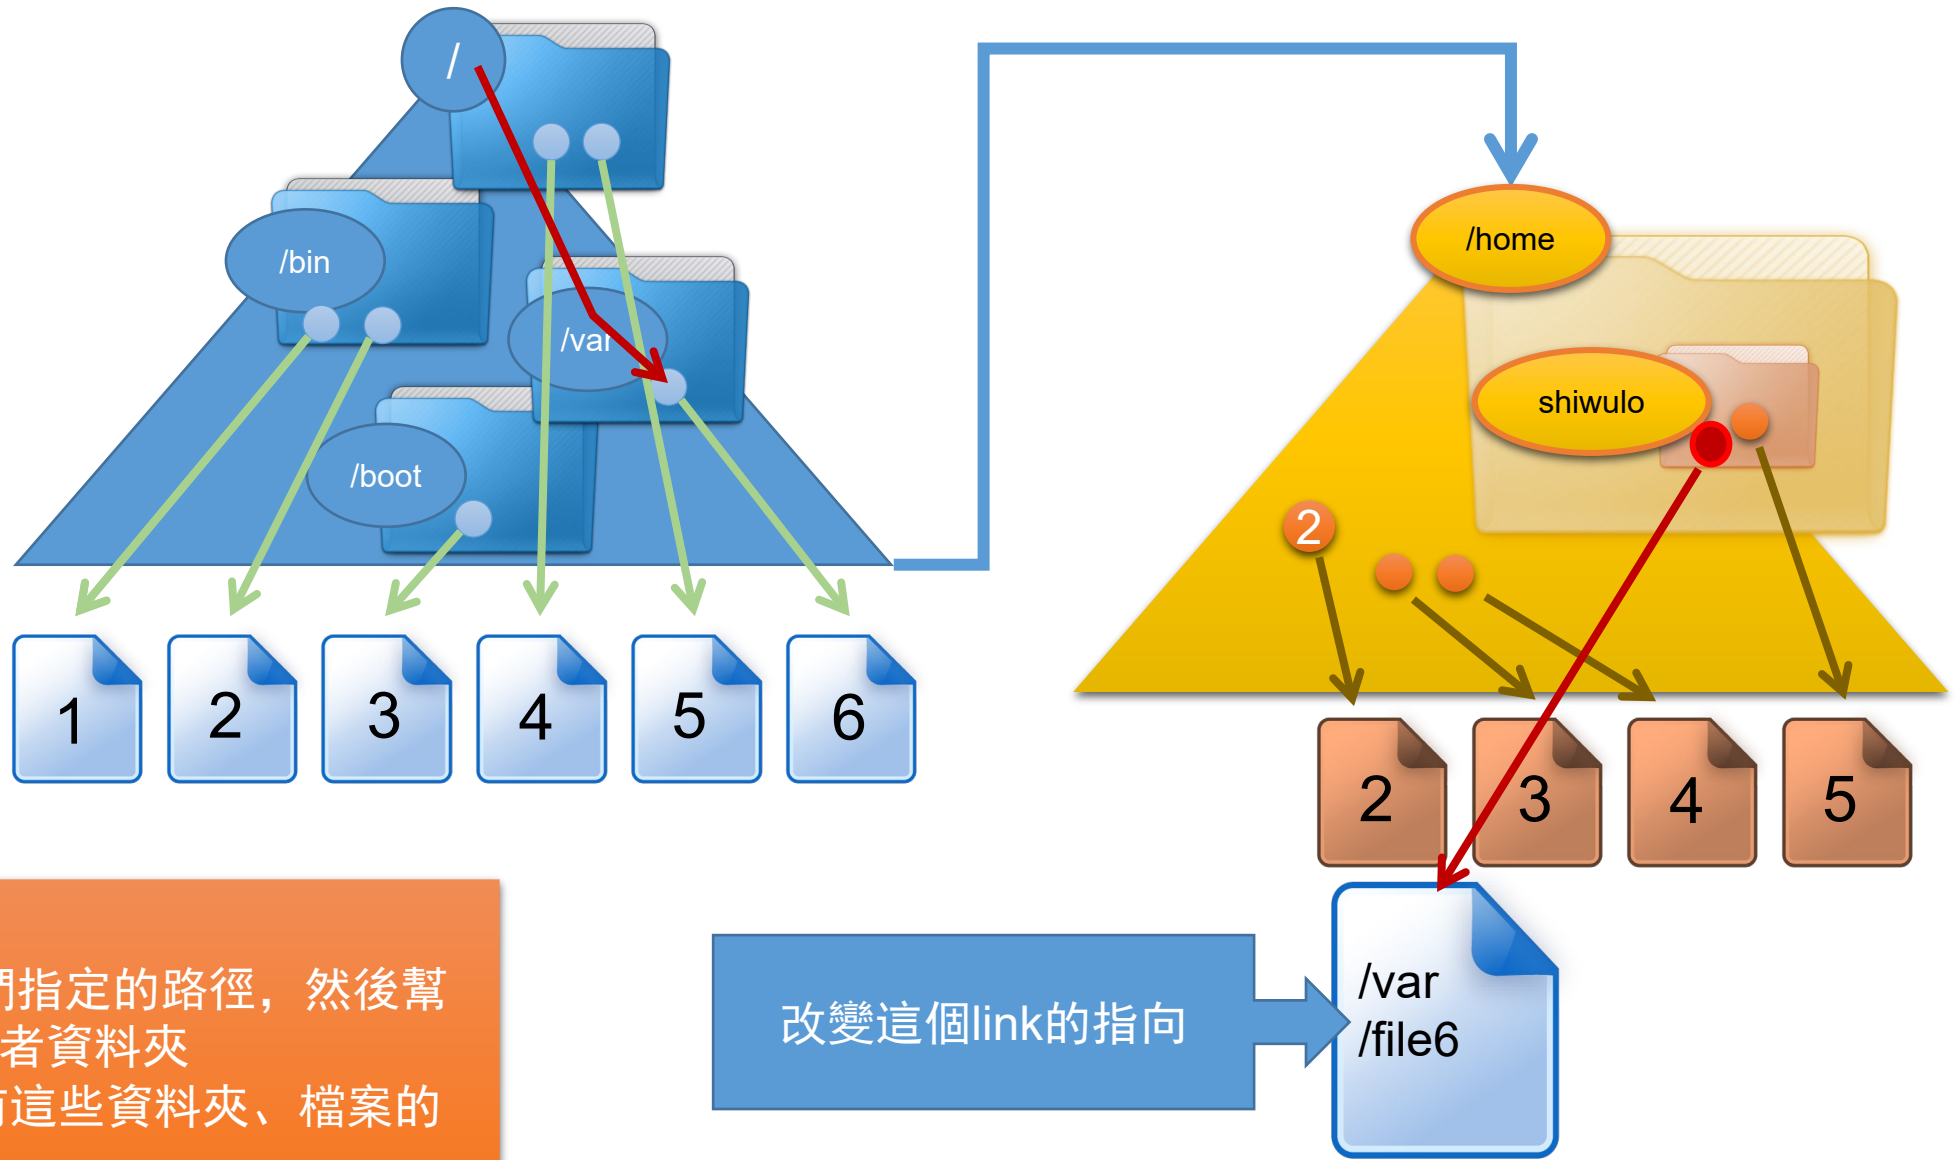 /
/bin
/var
/boot
1
2
3
4
5
6
/home
shiwulo
2
2
3
4
5
指定的路徑，然後幫
者資料夾
這些資料夾、檔案的
改變這個link的指向
/var
/file6